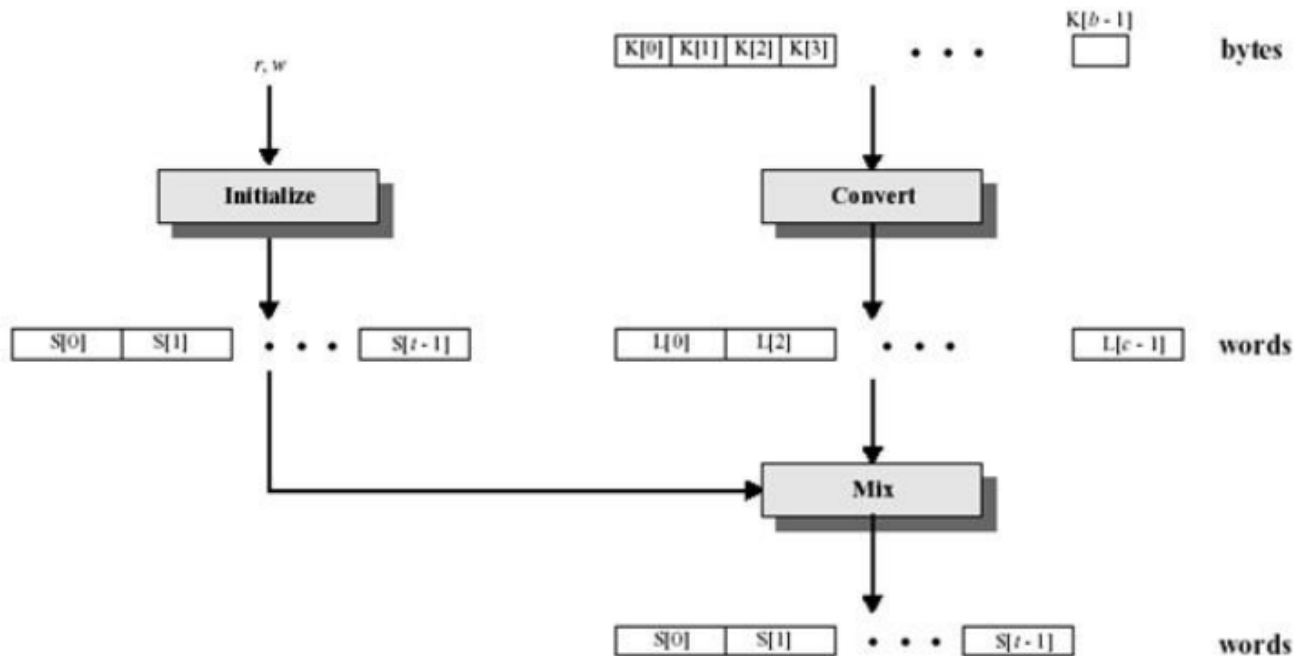 K[b - 1]
K[0] K[1] K[2] K[3] • • • bytes
r, w
Initialize Convert
S[0] S[1] • • • S[t - 1] L[0] L[2] • • • L[c - 1] words
Mix
S[0] S[1] • • • S[t - 1] words